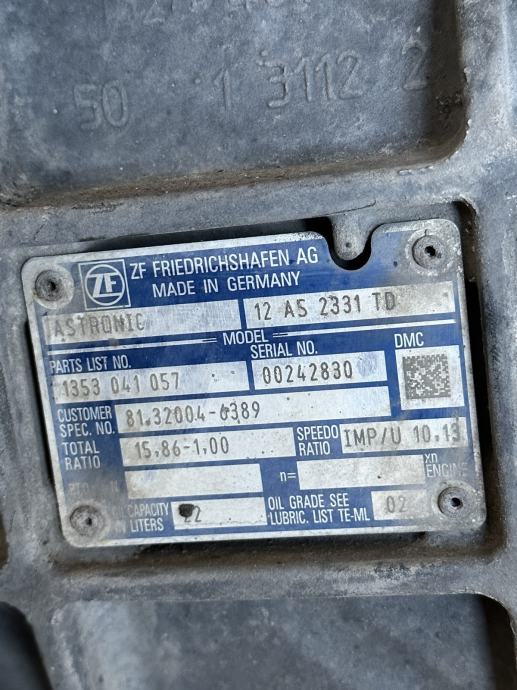 50 1 3112 2
ZF FRIEDRICHSHAFEN AG
MADE IN GERMANY
ASTRONIC 12 AS 2331 TD
MODEL
PARTS LIST NO. SERIAL NO. DMC
1353 041 057 00242830
CUSTOMER SPEC. NO. 81.32004-6389
TOTAL RATIO 15.86-1.00 SPEEDO RATIO IMP/U 10.13
n= xn ENGINE
CAPACITY IN LITERS 22 OIL GRADE SEE LUBRIC. LIST TE-ML 02